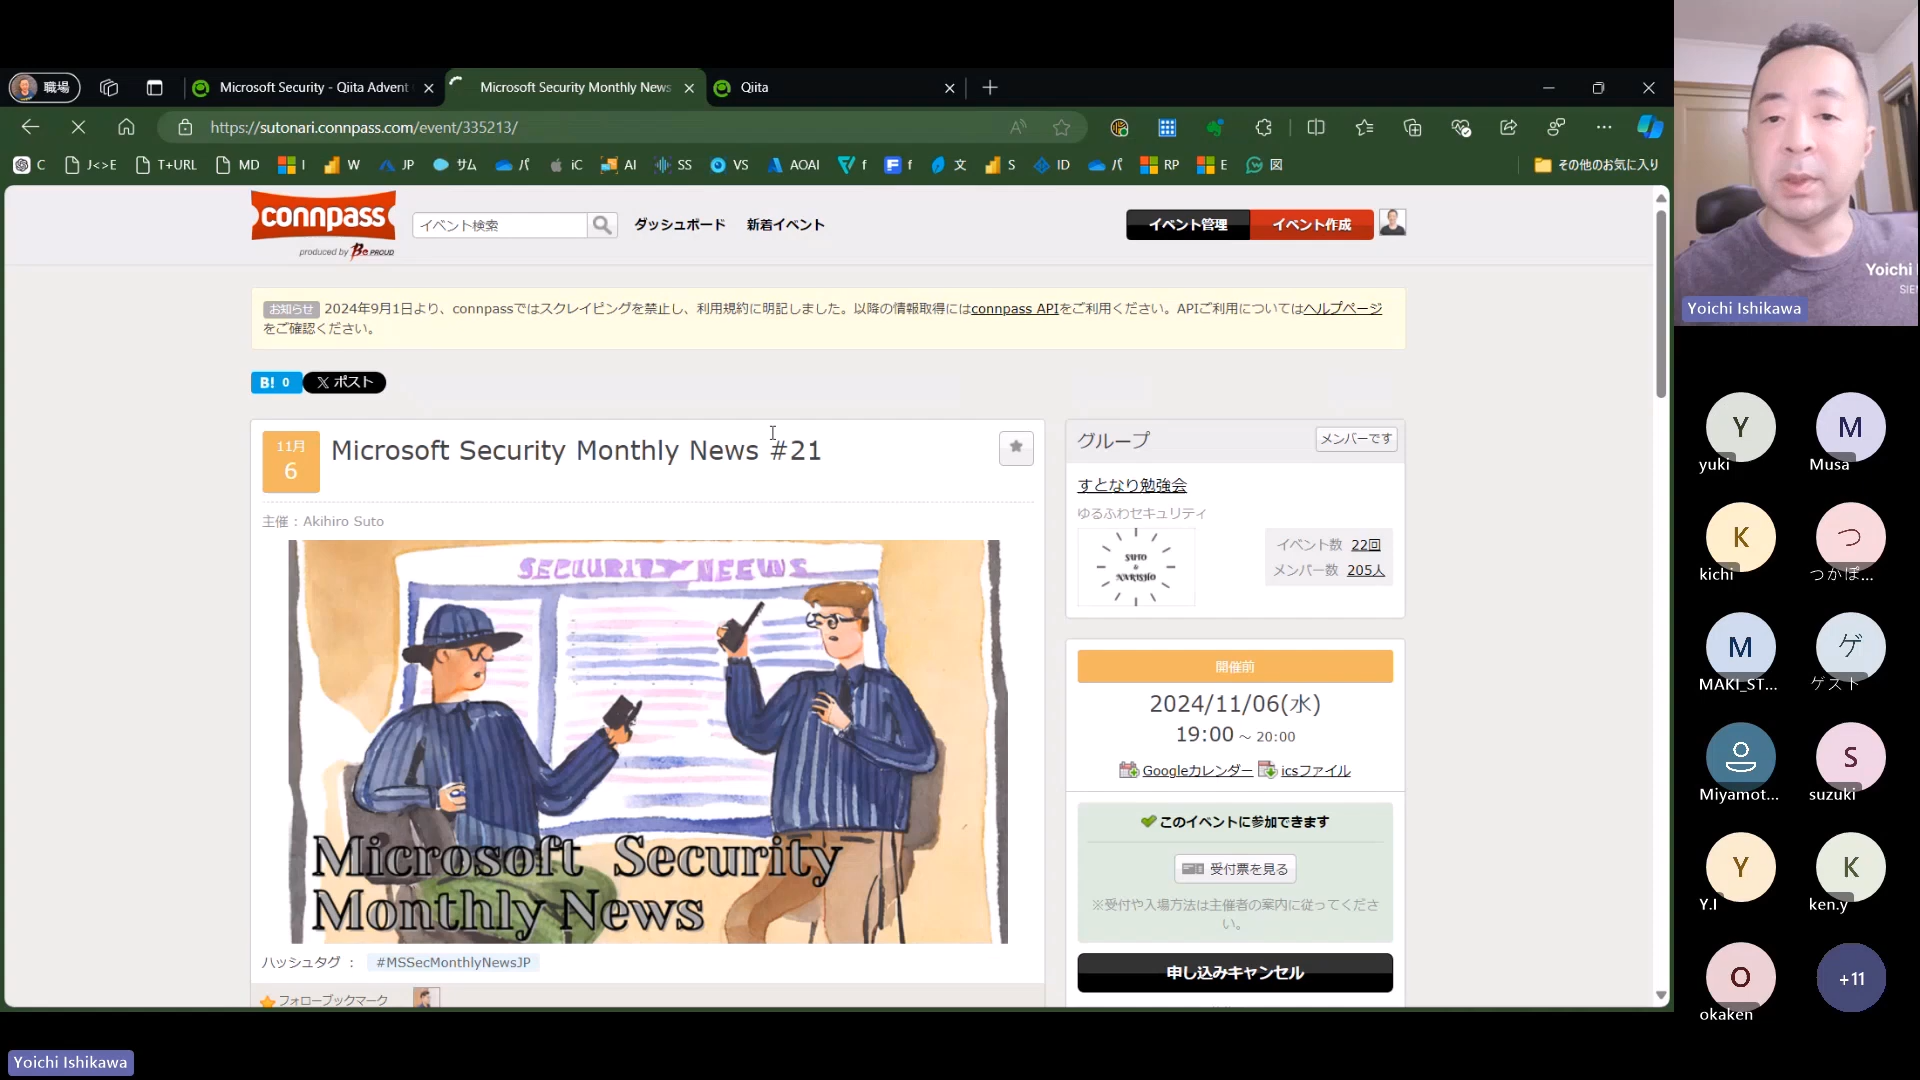 職場
Microsoft Security - Qiita Advent
Microsoft Security Monthly News
Qiita
https://sutonari.connpass.com/event/335213/
C J<>E T+URL MD I W JP サム パ iC AI SS VS AOAI f f 文 S ID パ RP E 図 その他のお気に入り
connpass
produced by Be PROUD
イベント検索
ダッシュボード
新着イベント
イベント管理
イベント作成
お知らせ 2024年9月1日より、connpassではスクレイピングを禁止し、利用規約に明記しました。以降の情報取得にはconnpass APIをご利用ください。APIご利用についてはヘルプページ
をご確認ください。
B! 0
ポスト
11月
6
Microsoft Security Monthly News #21
主催 : Akihiro Suto
SECUURITY NEEWS
Microsoft Security
Monthly News
ハッシュタグ : #MSSecMonthlyNewsJP
フォローブックマーク
グループ
メンバーです
すとなり勉強会
ゆるふわセキュリティ
SUTO
&
NARISHO
イベント数 22回
メンバー数 205人
開催前
2024/11/06(水)
19:00 ～ 20:00
Googleカレンダー icsファイル
このイベントに参加できます
受付票を見る
※受付や入場方法は主催者の案内に従ってくださ
い。
申し込みキャンセル
Yoichi
SIE
Yoichi Ishikawa
Y
yuki
M
Musa
K
kichi
つ
つかぽ...
M
MAKI_ST...
ゲ
ゲスト
Miyamot...
S
suzuki
Y
Y.I
K
ken.y
O
okaken
+11
Yoichi Ishikawa